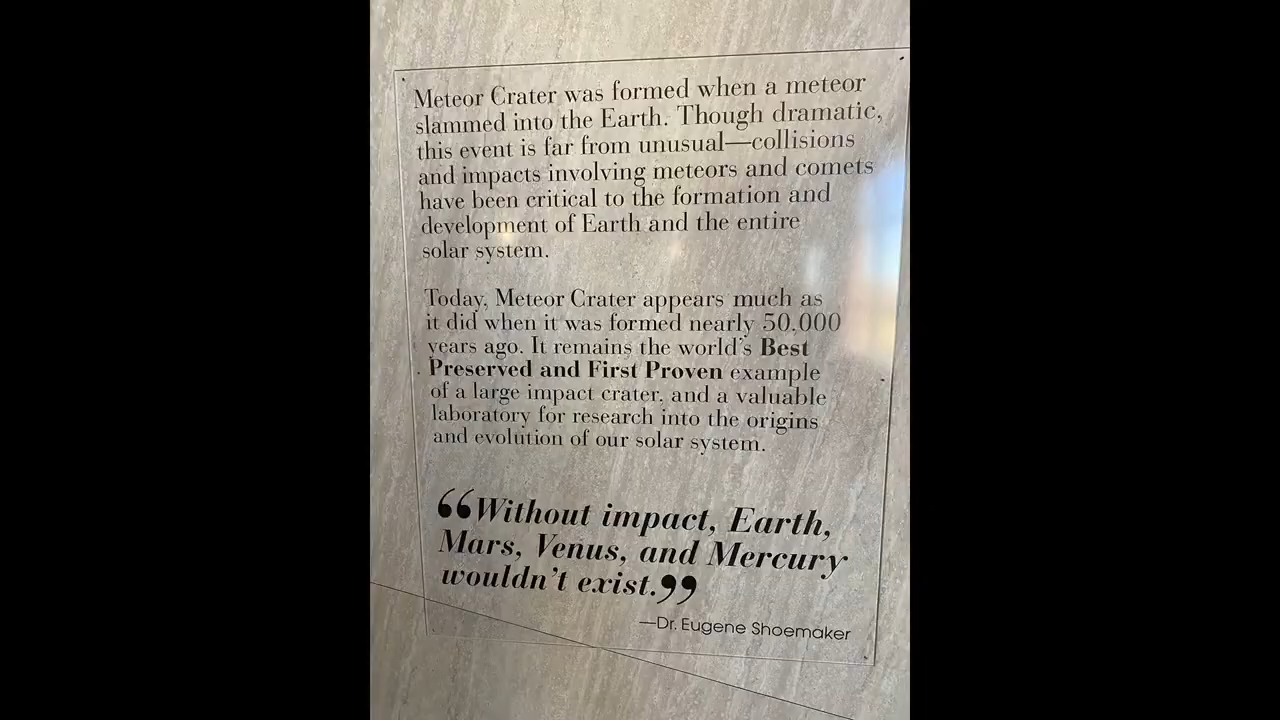 Meteor Crater was formed when a meteor
slammed into the Earth. Though dramatic,
this event is far from unusual—collisions
and impacts involving meteors and comets
have been critical to the formation and
development of Earth and the entire
solar system.
Today, Meteor Crater appears much as
it did when it was formed nearly 50,000
years ago. It remains the world's Best
Preserved and First Proven example
of a large impact crater, and a valuable
laboratory for research into the origins
and evolution of our solar system.
“Without impact, Earth,
Mars, Venus, and Mercury
wouldn't exist.”
—Dr. Eugene Shoemaker